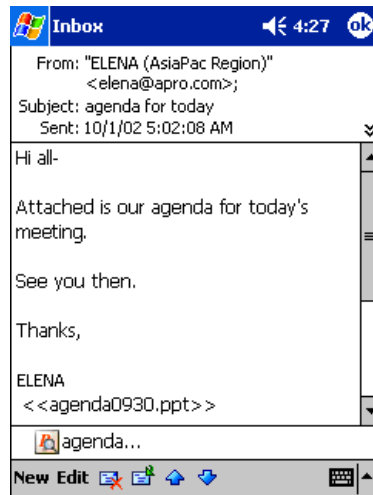 Inbox 4:27 ok
From: "ELENA (AsiaPac Region)"
<elena@apro.com>;
Subject: agenda for today
Sent: 10/1/02 5:02:08 AM
Hi all-
Attached is our agenda for today's
meeting.
See you then.
Thanks,
ELENA
<<agenda0930.ppt>>
agenda...
New Edit